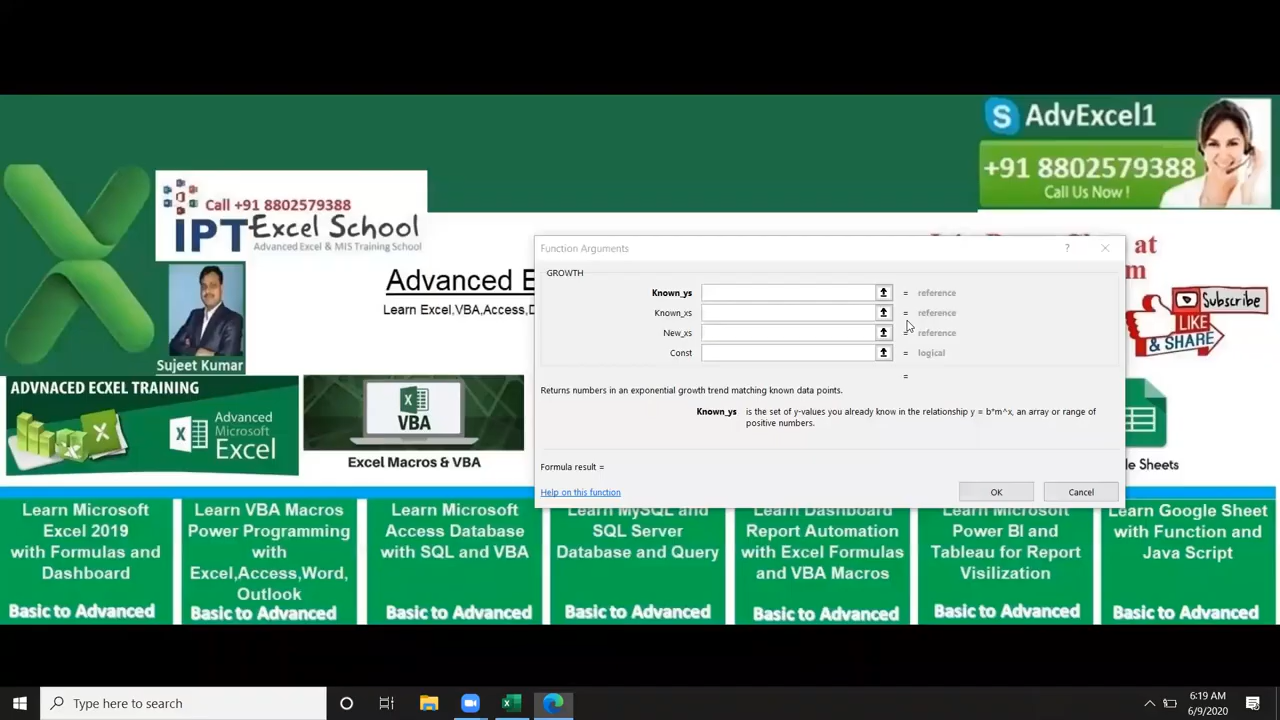 S AdvExcel1
+91 8802579388
Call Us Now !
Call +91 8802579388
IPT Excel School
Advanced Excel & MIS Training School
Sujeet Kumar
Advanced E
Learn Excel,VBA,Access,D
at
m
Subscribe
LIKE
& SHARE
Function Arguments
?
GROWTH
Known_ys = reference
Known_xs = reference
New_xs = reference
Const = logical
=
Returns numbers in an exponential growth trend matching known data points.
Known_ys is the set of y-values you already know in the relationship y = b*m^x, an array or range of
positive numbers.
Formula result =
Help on this function
OK
Cancel
ADVNACED ECXEL TRAINING
Advanced
Microsoft
Excel
VBA
Excel Macros & VBA
le Sheets
Learn Microsoft
Excel 2019
with Formulas and
Dashboard
Basic to Advanced
Learn VBA Macros
Power Programming
with
Excel,Access,Word,
Outlook
Basic to Advanced
Learn Microsoft
Access Database
with SQL and VBA
Basic to Advanced
Learn MySQL and
SQL Server
Database and Query
Basic to Advanced
Learn Dashboard
Report Automation
with Excel Formulas
and VBA Macros
Basic to Advanced
Learn Microsoft
Power BI and
Tableau for Report
Visilization
Basic to Advanced
Learn Google Sheet
with Function and
Java Script
Basic to Advanced
Type here to search
6:19 AM
6/9/2020